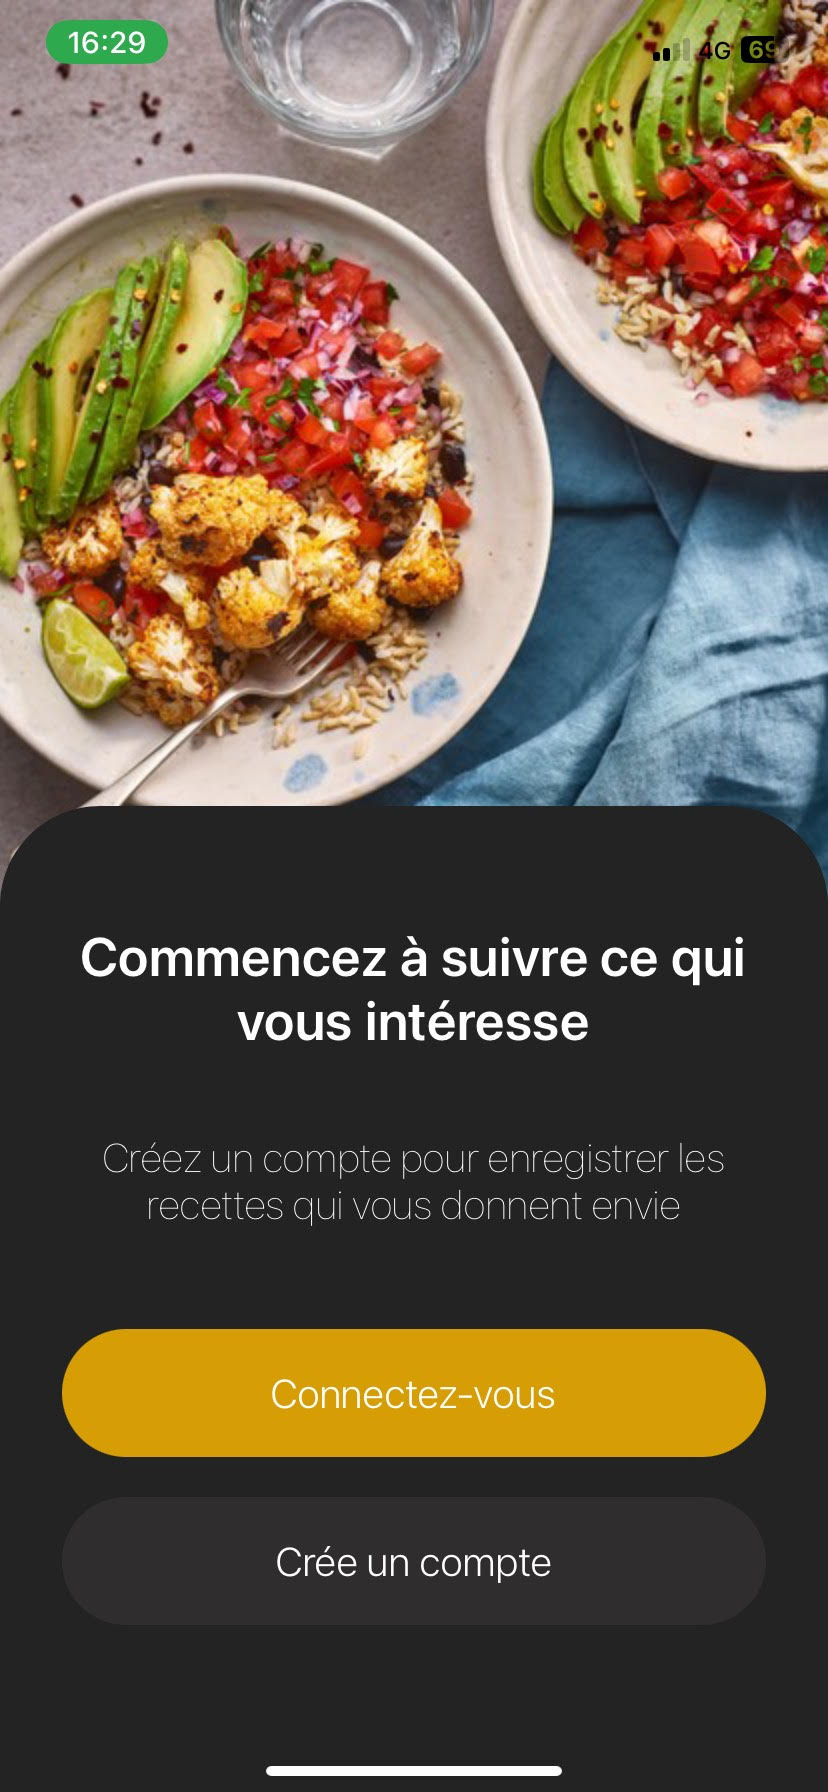 16:29
4G 69
Commencez à suivre ce qui
vous intéresse
Créez un compte pour enregistrer les
recettes qui vous donnent envie
Connectez-vous
Crée un compte